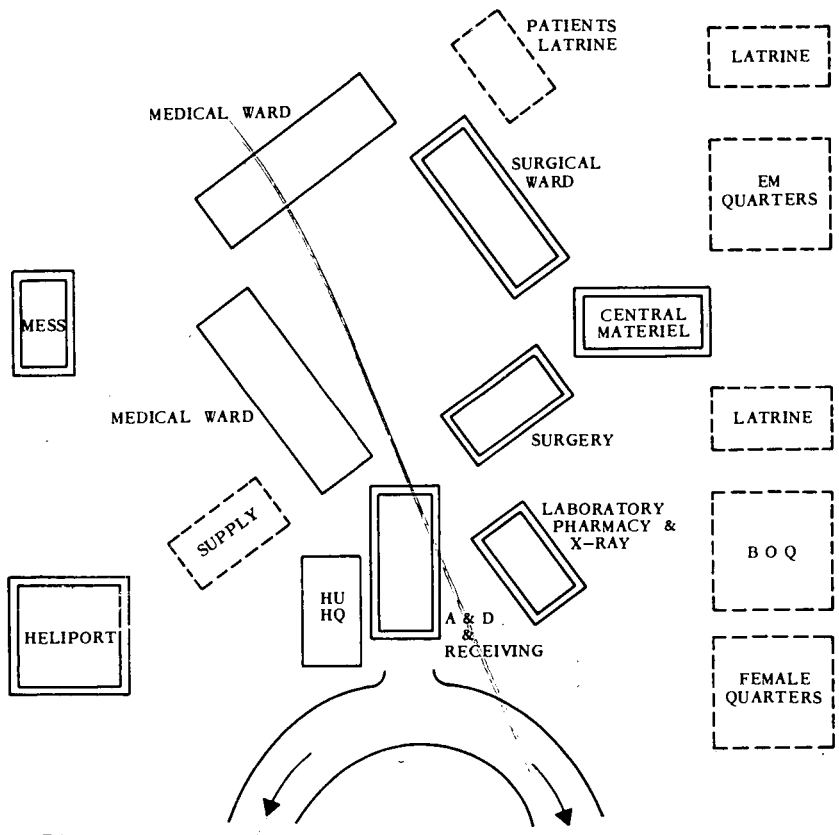 PATIENTS
LATRINE
LATRINE
MEDICAL WARD
SURGICAL
WARD
EM
QUARTERS
MESS
CENTRAL
MATERIEL
MEDICAL WARD
SURGERY
LATRINE
SUPPLY
LABORATORY
PHARMACY &
X-RAY
B O Q
HU
HQ
A & D
&
RECEIVING
HELIPORT
FEMALE
QUARTERS